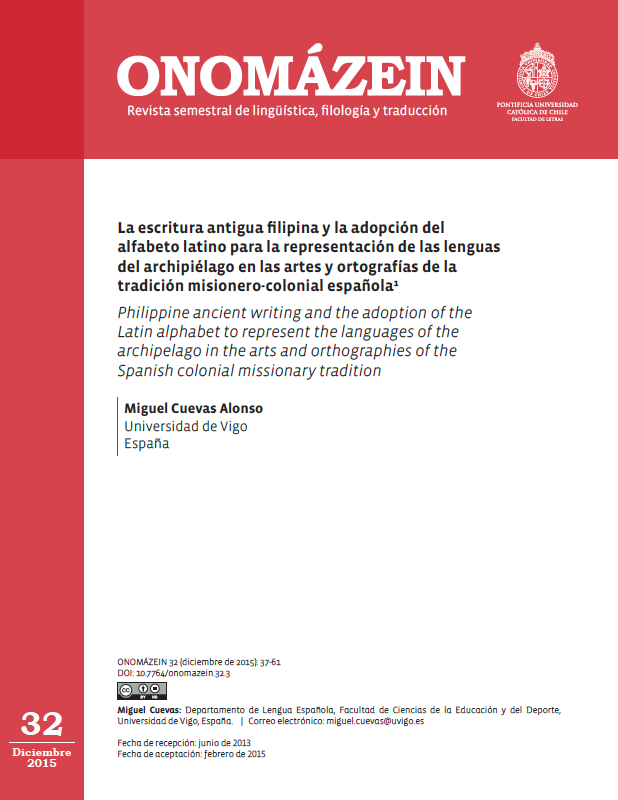 ONOMÁZEIN
Revista semestral de lingüística, filología y traducción
PONTIFICIA UNIVERSIDAD
CATÓLICA DE CHILE
FACULTAD DE LETRAS
La escritura antigua filipina y la adopción del
alfabeto latino para la representación de las lenguas
del archipiélago en las artes y ortografías de la
tradición misionero-colonial española¹
Philippine ancient writing and the adoption of the
Latin alphabet to represent the languages of the
archipelago in the arts and orthographies of the
Spanish colonial missionary tradition
Miguel Cuevas Alonso
Universidad de Vigo
España
ONOMÁZEIN 32 (diciembre de 2015): 37-61
DOI: 10.7764/onomazein.32.3
cc BY ND
Miguel Cuevas: Departamento de Lengua Española, Facultad de Ciencias de la Educación y del Deporte,
Universidad de Vigo, España. | Correo electrónico: miguel.cuevas@uvigo.es
Fecha de recepción: junio de 2013
Fecha de aceptación: febrero de 2015
32
Diciembre
2015